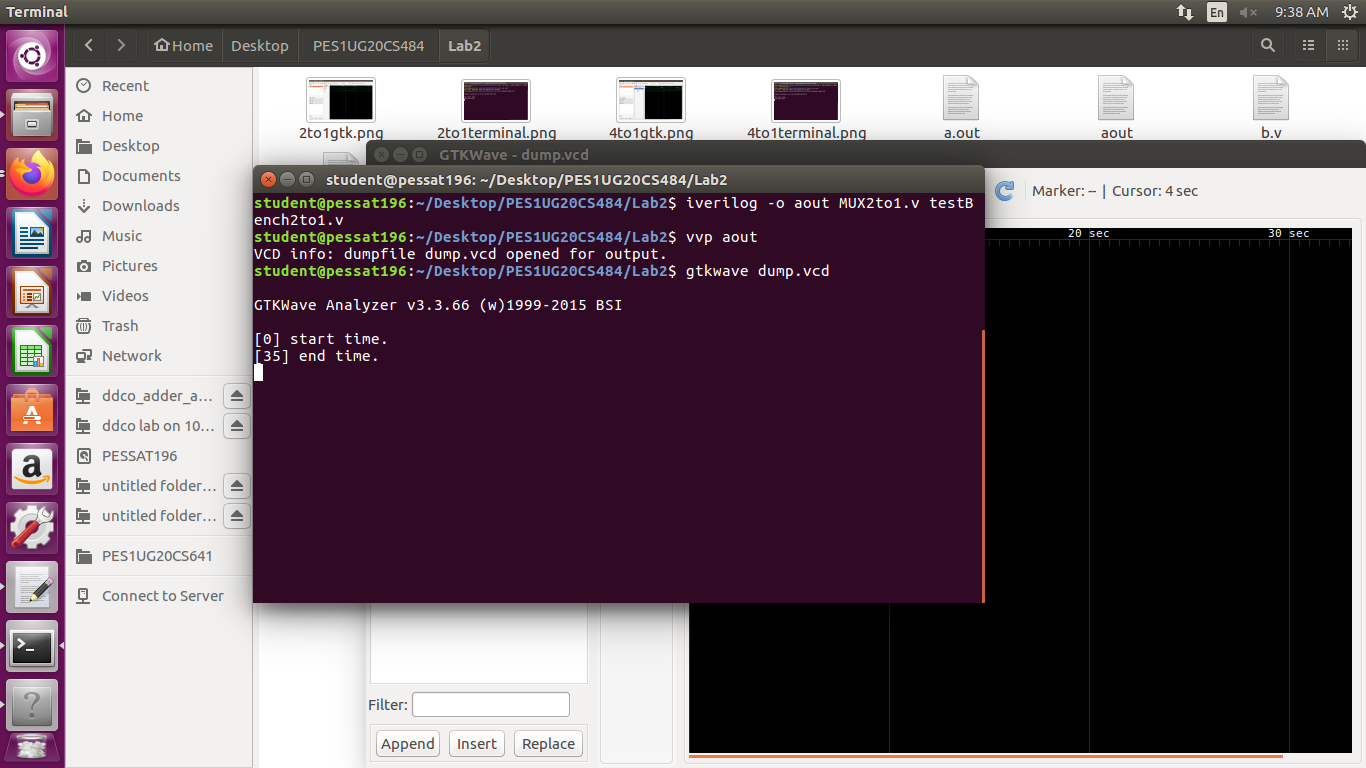 Terminal
En
9:38 AM
Home
Desktop
PES1UG20CS484
Lab2
Recent
Home
Desktop
Documents
Downloads
Music
Pictures
Videos
Trash
Network
ddco_adder_a...
ddco lab on 10...
PESSAT196
untitled folder...
untitled folder...
PES1UG20CS641
Connect to Server
2to1gtk.png
2to1terminal.png
4to1gtk.png
4to1terminal.png
a.out
aout
b.v
GTKWave - dump.vcd
Marker: -- | Cursor: 4 sec
20 sec
30 sec
student@pessat196: ~/Desktop/PES1UG20CS484/Lab2
student@pessat196:~/Desktop/PES1UG20CS484/Lab2$ iverilog -o aout MUX2to1.v testB
ench2to1.v
student@pessat196:~/Desktop/PES1UG20CS484/Lab2$ vvp aout
VCD info: dumpfile dump.vcd opened for output.
student@pessat196:~/Desktop/PES1UG20CS484/Lab2$ gtkwave dump.vcd
GTKWave Analyzer v3.3.66 (w)1999-2015 BSI
[0] start time.
[35] end time.
Filter:
Append
Insert
Replace